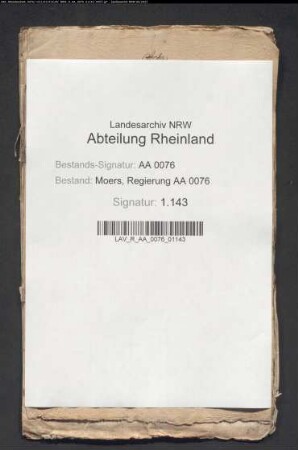 Landesarchiv NRW
Abteilung Rheinland
Bestands-Signatur: AA 0076
Bestand: Moers, Regierung AA 0076
Signatur: 1.143
LAV_R_AA_0076_01143